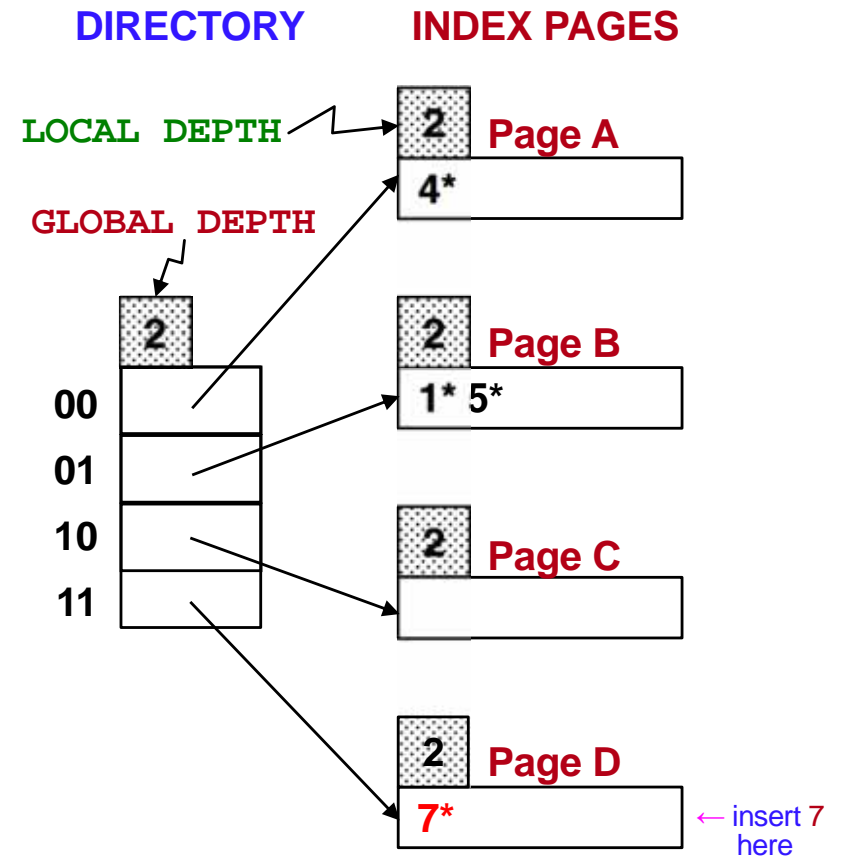 DIRECTORY
INDEX PAGES
LOCAL DEPTH
2
Page A
4*
GLOBAL DEPTH
2
2
Page B
00
1* 5*
01
10
2
Page C
11
2
Page D
7*
← insert 7
here